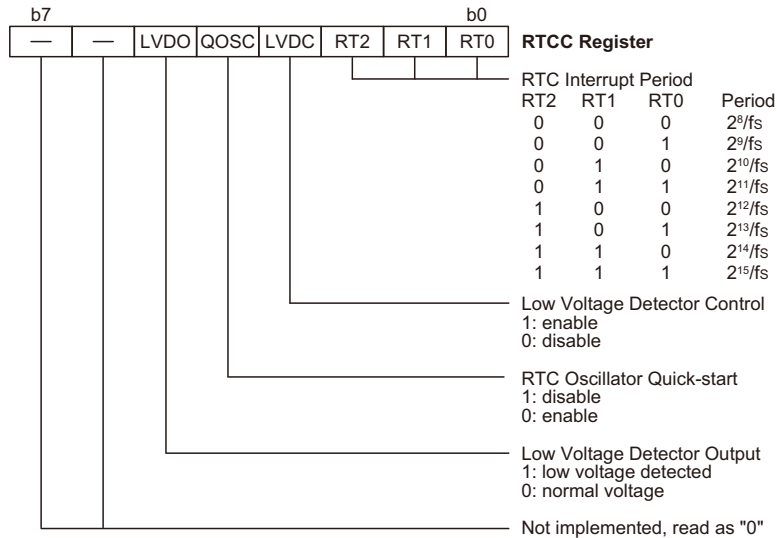 b7 b0
— — LVDO QOSC LVDC RT2 RT1 RT0 RTCC Register
RTC Interrupt Period
RT2 RT1 RT0 Period
0 0 0 2⁸/fS
0 0 1 2⁹/fS
0 1 0 2¹⁰/fS
0 1 1 2¹¹/fS
1 0 0 2¹²/fS
1 0 1 2¹³/fS
1 1 0 2¹⁴/fS
1 1 1 2¹⁵/fS
Low Voltage Detector Control
1: enable
0: disable
RTC Oscillator Quick-start
1: disable
0: enable
Low Voltage Detector Output
1: low voltage detected
0: normal voltage
Not implemented, read as "0"